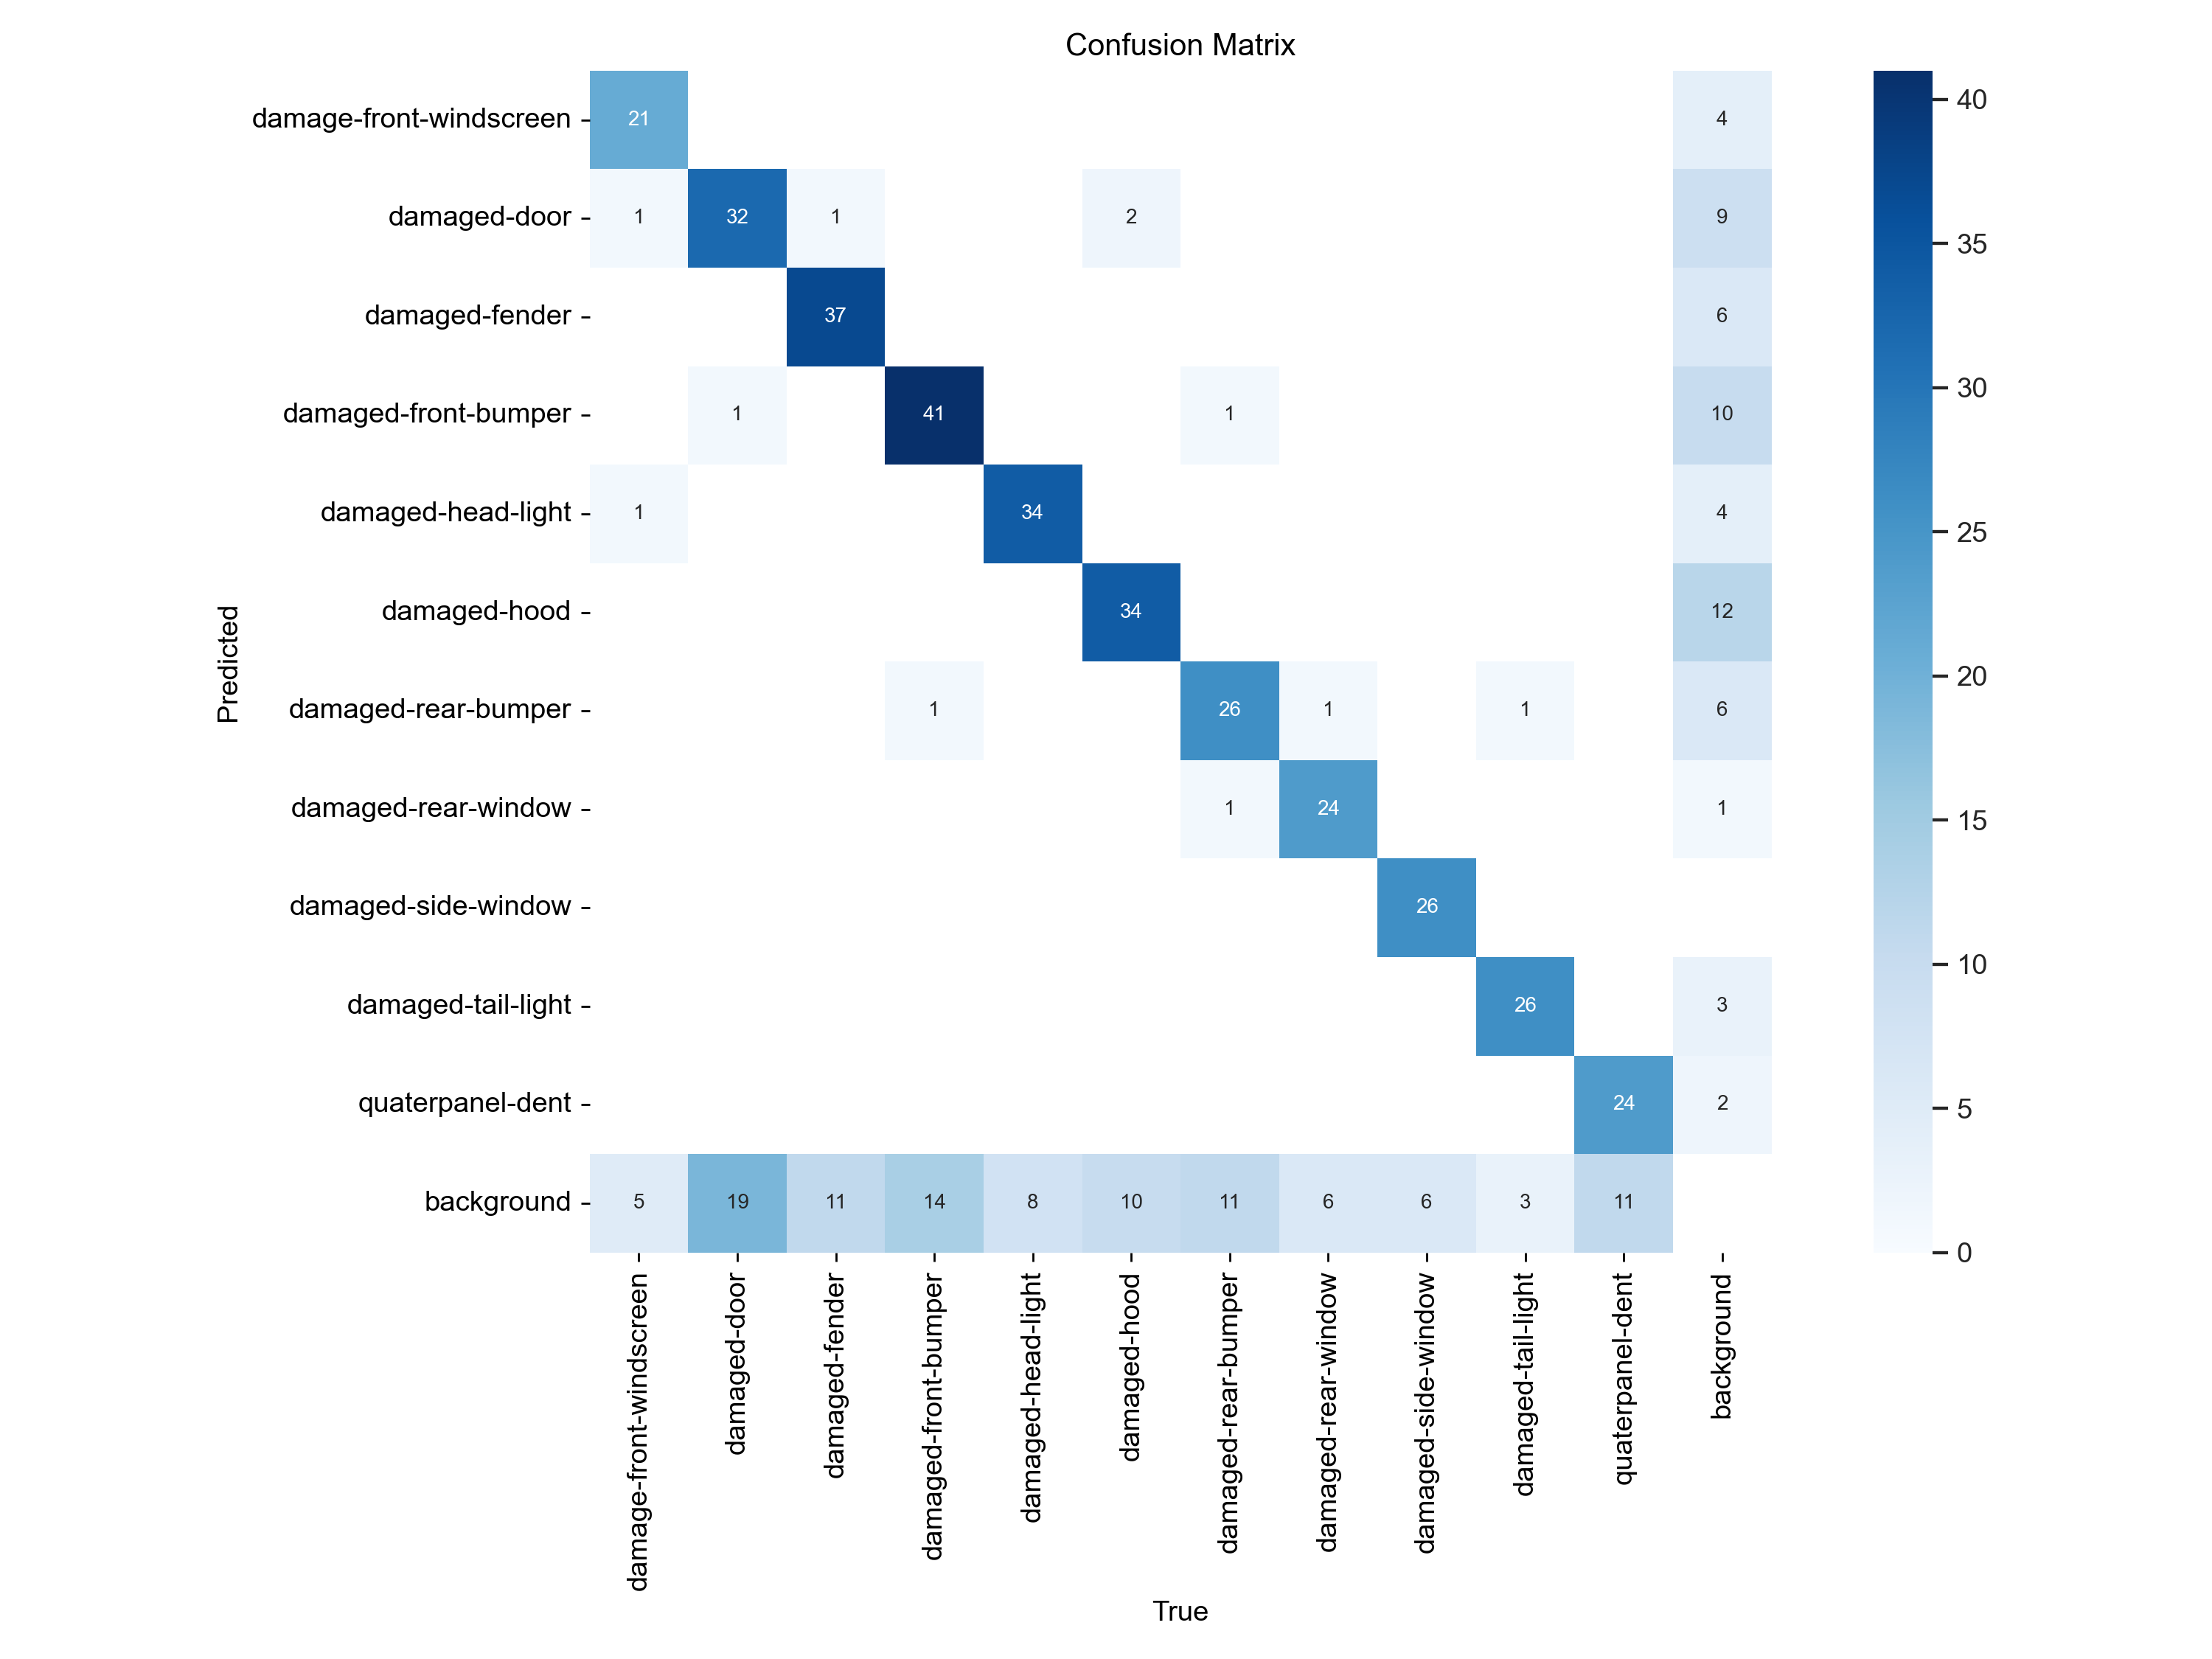 Confusion Matrix
damage-front-windscreen 21 4
damaged-door 1 32 1 2 9
damaged-fender 37 6
damaged-front-bumper 1 41 1 10
damaged-head-light 1 34 4
damaged-hood 34 12
damaged-rear-bumper 1 26 1 1 6
damaged-rear-window 1 24 1
damaged-side-window 26
damaged-tail-light 26 3
quaterpanel-dent 24 2
background 5 19 11 14 8 10 11 6 6 3 11
Predicted
damage-front-windscreen
damaged-door
damaged-fender
damaged-front-bumper
damaged-head-light
damaged-hood
damaged-rear-bumper
damaged-rear-window
damaged-side-window
damaged-tail-light
quaterpanel-dent
background
True
40
35
30
25
20
15
10
5
0